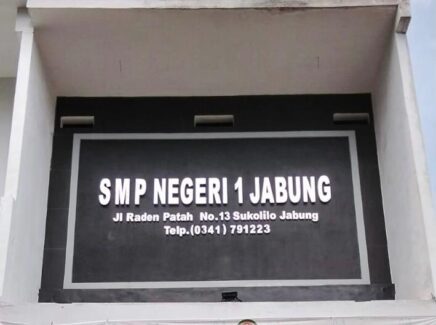 SMP NEGERI 1 JABUNG
Jl Raden Patah No.13 Sukolilo Jabung
Telp.(0341) 791223